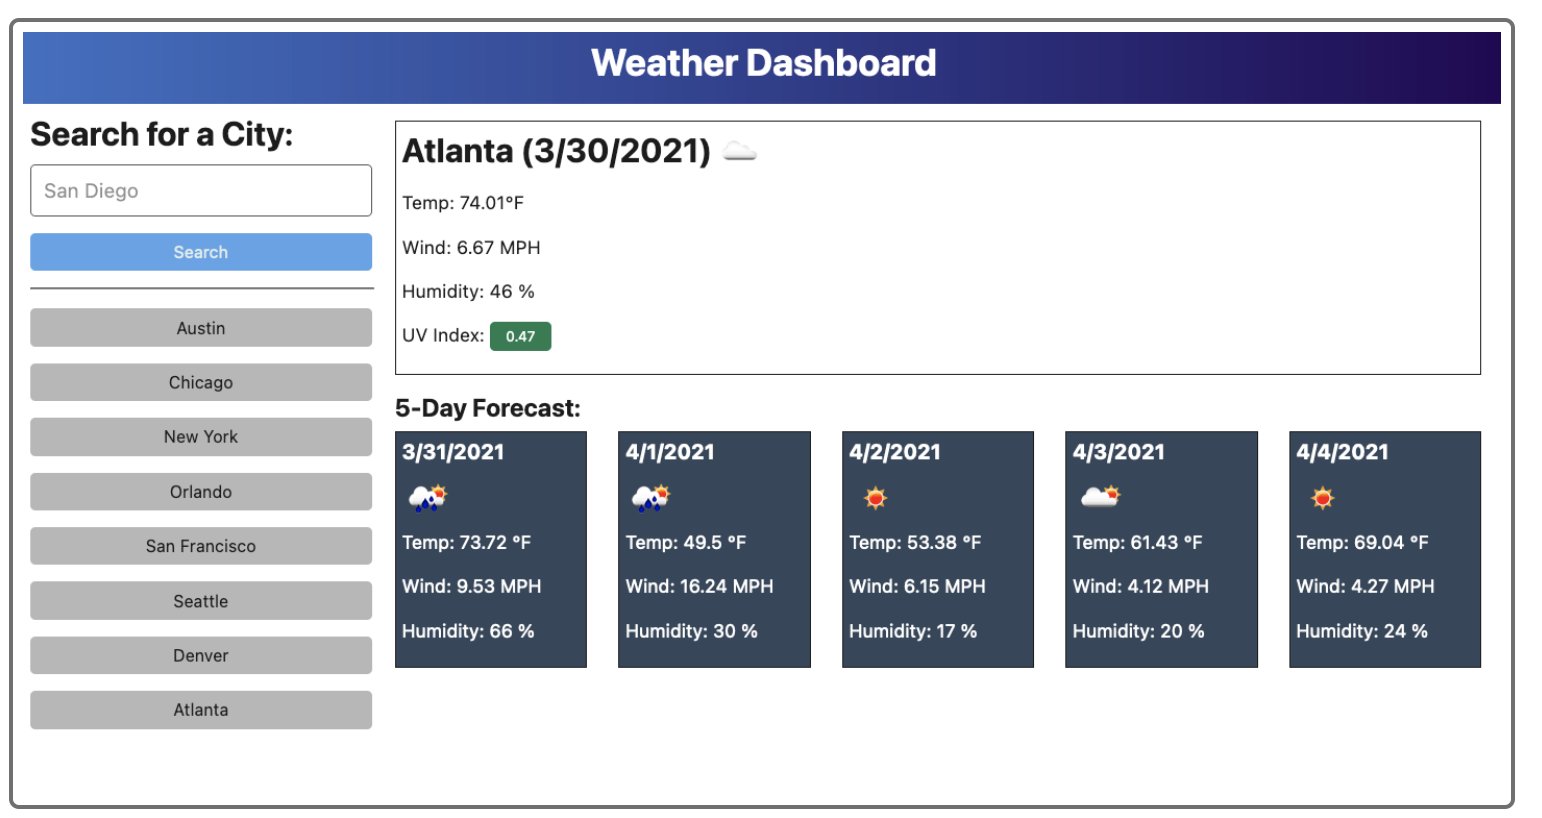 Weather Dashboard
Search for a City:
San Diego
Search
Austin
Chicago
New York
Orlando
San Francisco
Seattle
Denver
Atlanta
Atlanta (3/30/2021)
Temp: 74.01°F
Wind: 6.67 MPH
Humidity: 46 %
UV Index: 0.47
5-Day Forecast:
3/31/2021
Temp: 73.72 °F
Wind: 9.53 MPH
Humidity: 66 %
4/1/2021
Temp: 49.5 °F
Wind: 16.24 MPH
Humidity: 30 %
4/2/2021
Temp: 53.38 °F
Wind: 6.15 MPH
Humidity: 17 %
4/3/2021
Temp: 61.43 °F
Wind: 4.12 MPH
Humidity: 20 %
4/4/2021
Temp: 69.04 °F
Wind: 4.27 MPH
Humidity: 24 %